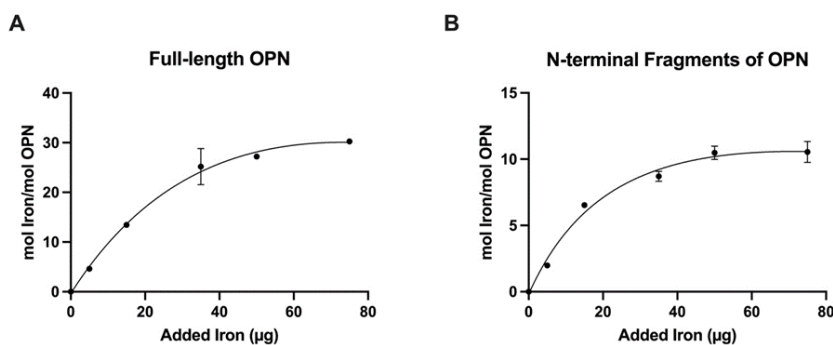 A
Full-length OPN
mol Iron/mol OPN
40
30
20
10
0
0 20 40 60 80
Added Iron (µg)
B
N-terminal Fragments of OPN
mol Iron/mol OPN
15
10
5
0
0 20 40 60 80
Added Iron (µg)